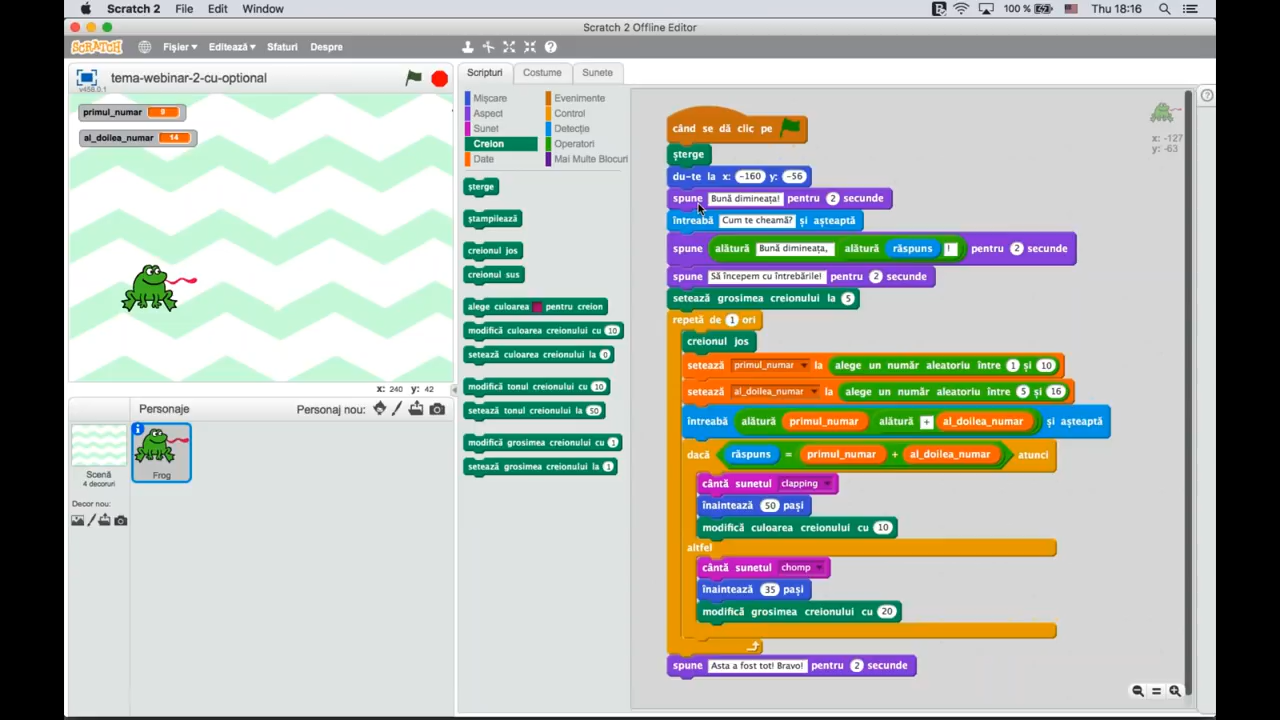 Scratch 2 File Edit Window
100 % Thu 18:16
Scratch 2 Offline Editor
SCRATCH Fișier Editează Sfaturi Despre
tema-webinar-2-cu-optional
v458.0.1
primul_numar 9
al_doilea_numar 14
x: 240 y: 42
Personaje Personaj nou:
Scenă
4 decoruri
Decor nou:
Frog
Scripturi Costume Sunete
Mișcare Evenimente
Aspect Control
Sunet Detecție
Creion Operatori
Date Mai Multe Blocuri
șterge
ștampilează
creionul jos
creionul sus
alege culoarea pentru creion
modifică culoarea creionului cu 10
setează culoarea creionului la 0
modifică tonul creionului cu 10
setează tonul creionului la 50
modifică grosimea creionului cu 1
setează grosimea creionului la 1
când se dă clic pe
șterge
du-te la x: -160 y: -56
spune Bună dimineața! pentru 2 secunde
întreabă Cum te cheamă? și așteaptă
spune alătură Bună dimineața, alătură răspuns ! pentru 2 secunde
spune Să începem cu întrebările! pentru 2 secunde
setează grosimea creionului la 5
repetă de 1 ori
creionul jos
setează primul_numar la alege un număr aleatoriu între 1 și 10
setează al_doilea_numar la alege un număr aleatoriu între 5 și 16
întreabă alătură primul_numar alătură + al_doilea_numar și așteaptă
dacă răspuns = primul_numar + al_doilea_numar atunci
cântă sunetul clapping
înaintează 50 pași
modifică culoarea creionului cu 10
altfel
cântă sunetul chomp
înaintează 35 pași
modifică grosimea creionului cu 20
spune Asta a fost tot! Bravo! pentru 2 secunde
x: -127
y: -63